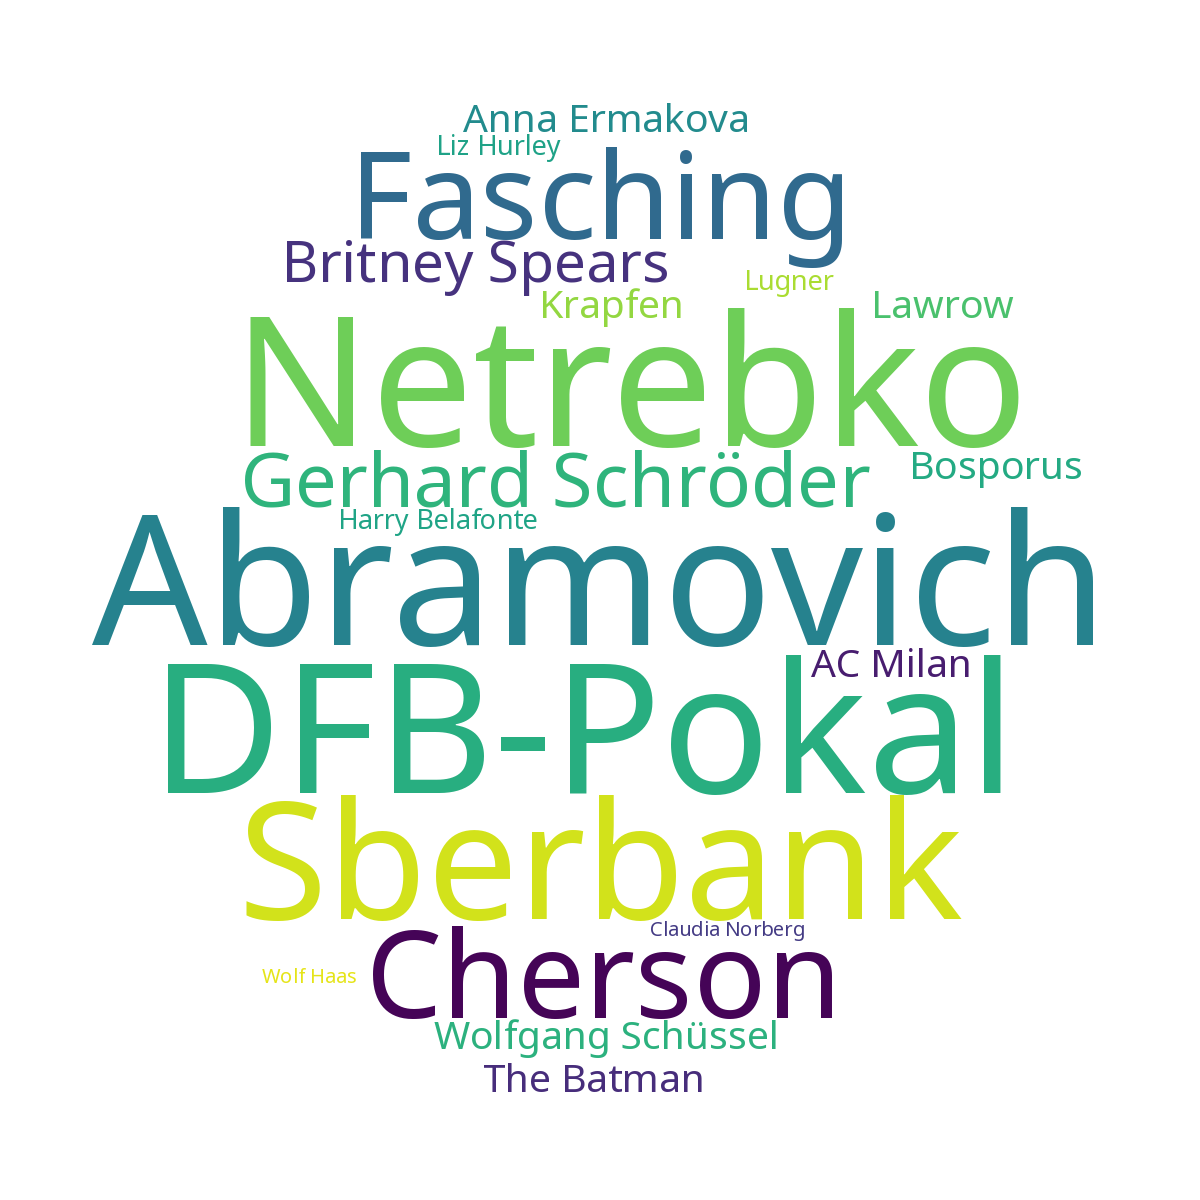 Anna Ermakova
Liz Hurley
Fasching
Britney Spears
Lugner
Krapfen
Lawrow
Netrebko
Gerhard Schröder
Bosporus
Harry Belafonte
Abramovich
AC Milan
DFB-Pokal
Sberbank
Claudia Norberg
Cherson
Wolf Haas
Wolfgang Schüssel
The Batman